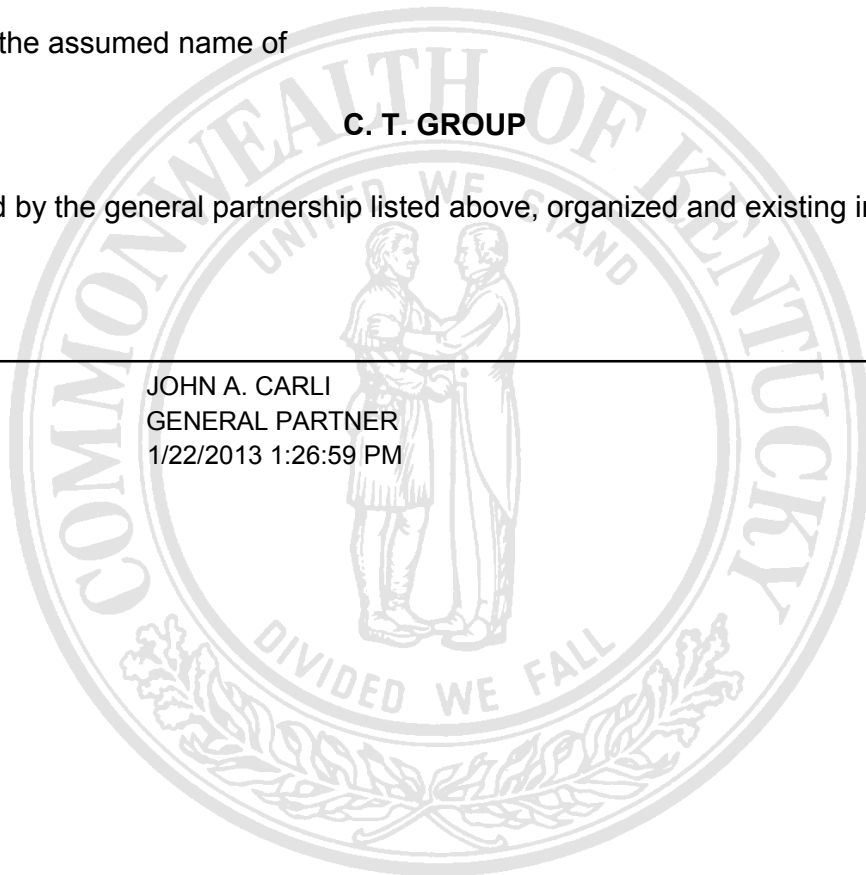 the assumed name of
C. T. GROUP
d by the general partnership listed above, organized and existing in
JOHN A. CARLI
GENERAL PARTNER
1/22/2013 1:26:59 PM
COMMONWEALTH OF KENTUCKY
UNITED WE STAND
DIVIDED WE FALL